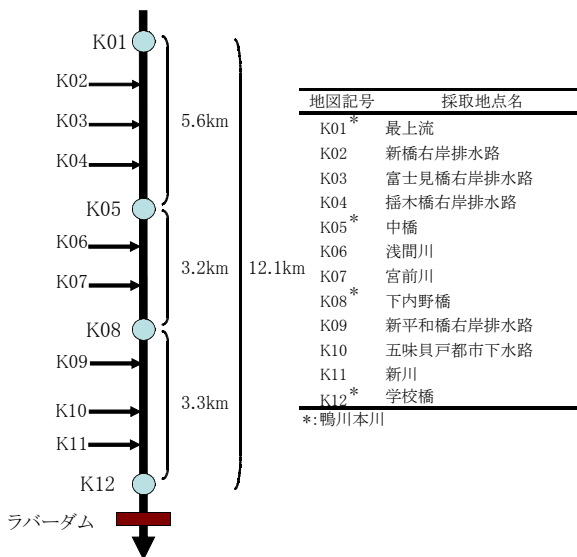 K01
K02
K03
K04
K05
K06
K07
K08
K09
K10
K11
K12
ラバーダム
5.6km
3.2km
3.3km
12.1km
地図記号 採取地点名
K01* 最上流
K02 新橋右岸排水路
K03 富士見橋右岸排水路
K04 揺木橋右岸排水路
K05* 中橋
K06 浅間川
K07 宮前川
K08* 下内野橋
K09 新平和橋右岸排水路
K10 五味貝戸都市下水路
K11 新川
K12* 学校橋
*:鴨川本川